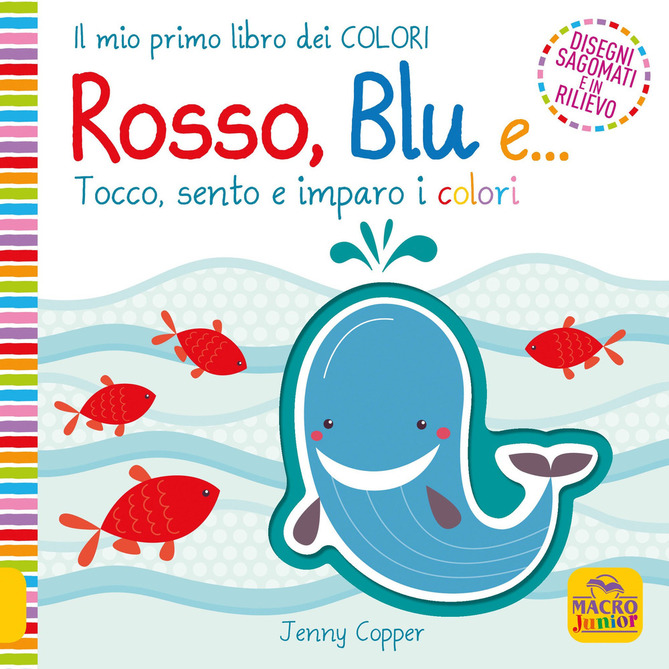 Il mio primo libro dei COLORI
DISEGNI
SAGOMATI
E IN
RILIEVO
Rosso, Blu e...
Tocco, sento e imparo i colori
Jenny Copper
MACRO
Junior